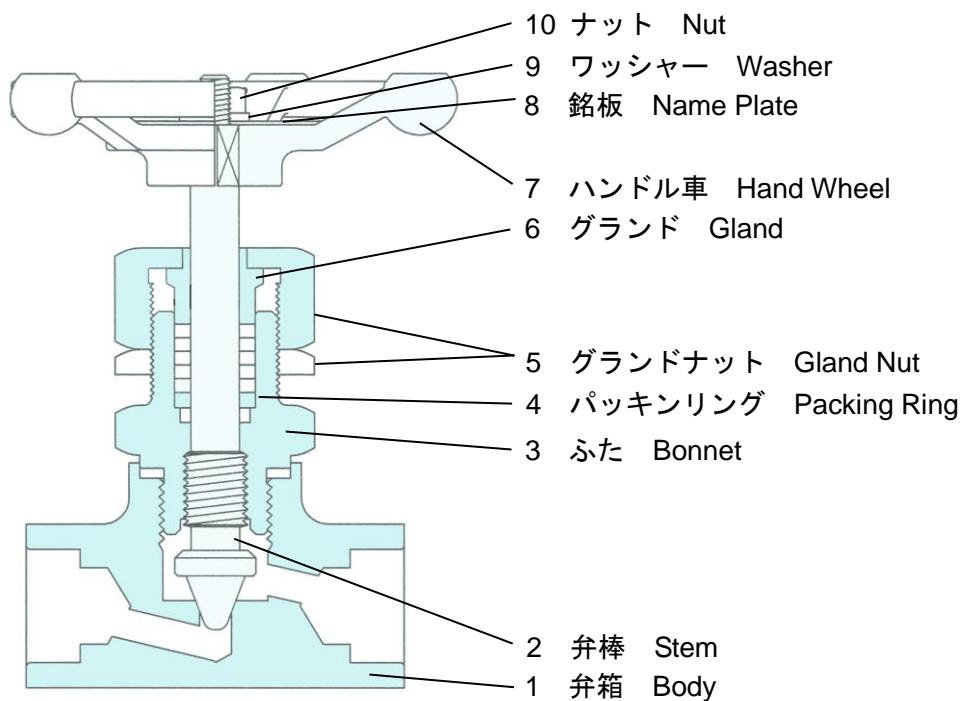 10 ナット Nut
9 ワッシャー Washer
8 銘板 Name Plate
7 ハンドル車 Hand Wheel
6 グランド Gland
5 グランドナット Gland Nut
4 パッキンリング Packing Ring
3 ふた Bonnet
2 弁棒 Stem
1 弁箱 Body